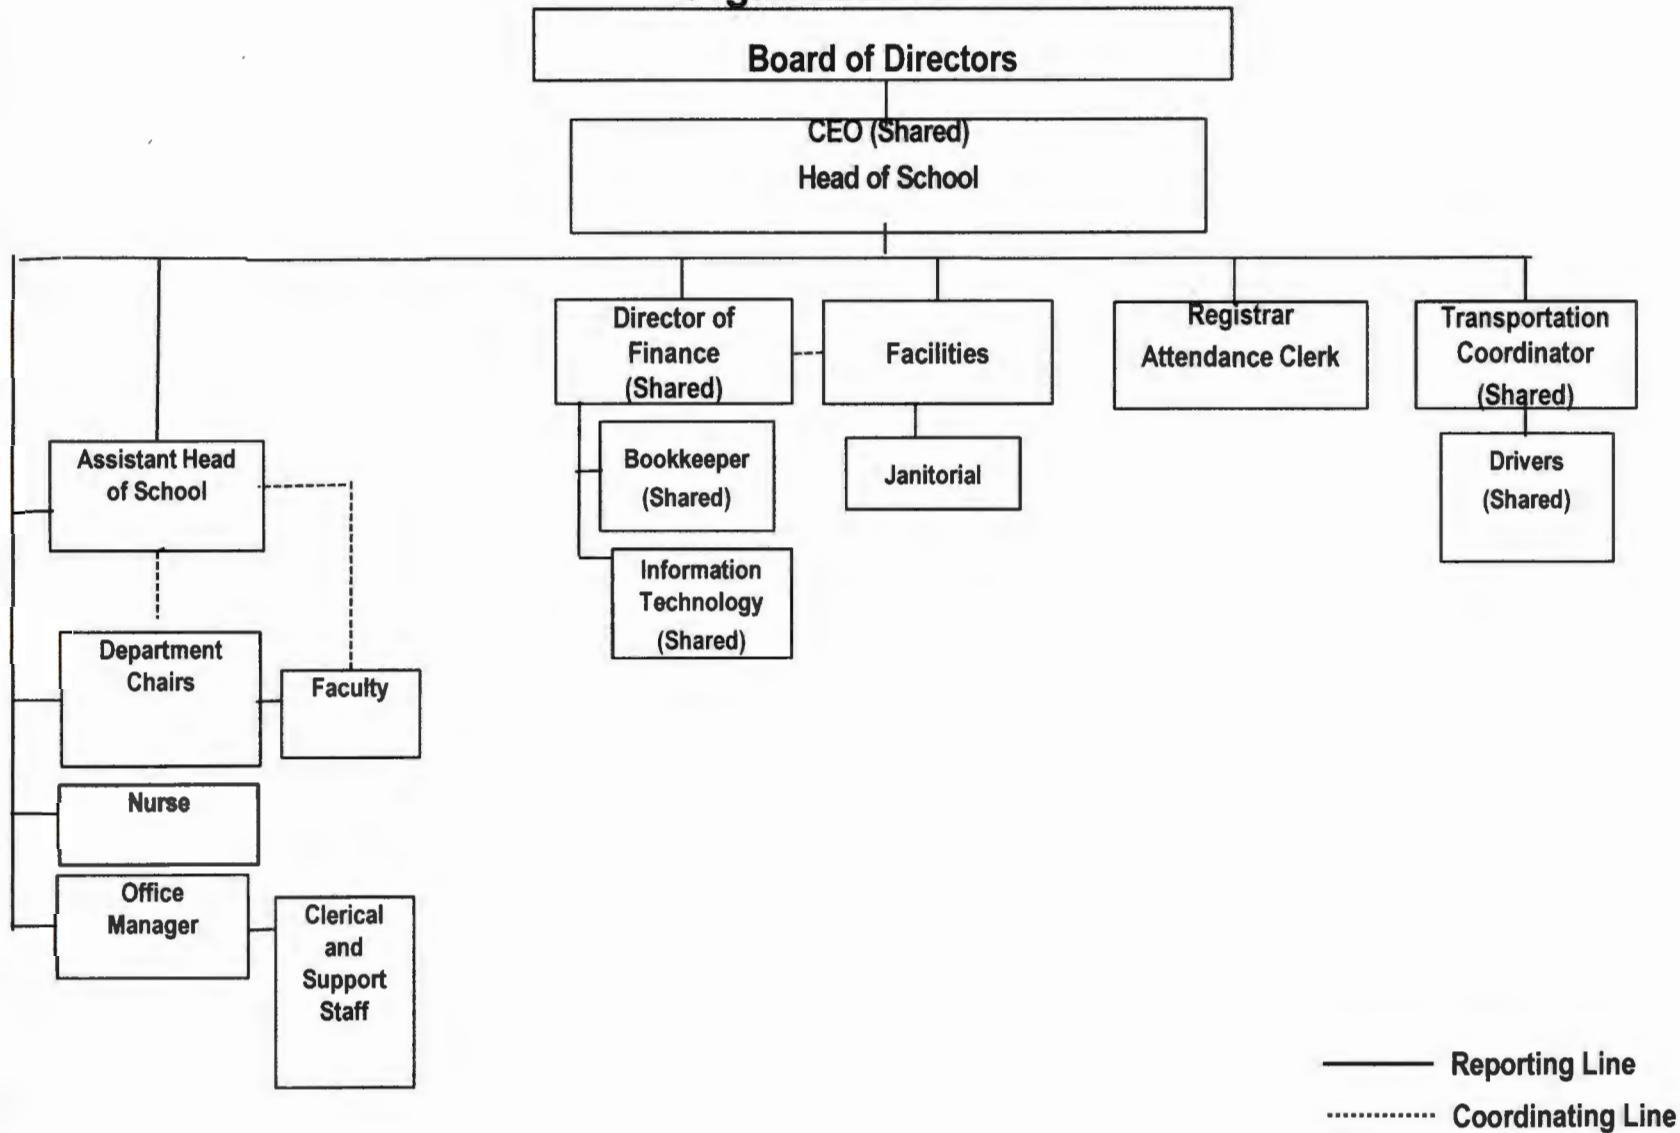 Board of Directors
CEO (Shared)
Head of School
Director of
Finance
(Shared)
Facilities
Registrar
Attendance Clerk
Transportation
Coordinator
(Shared)
Assistant Head
of School
Bookkeeper
(Shared)
Janitorial
Drivers
(Shared)
Information
Technology
(Shared)
Department
Chairs
Faculty
Nurse
Office
Manager
Clerical
and
Support
Staff
Reporting Line
Coordinating Line